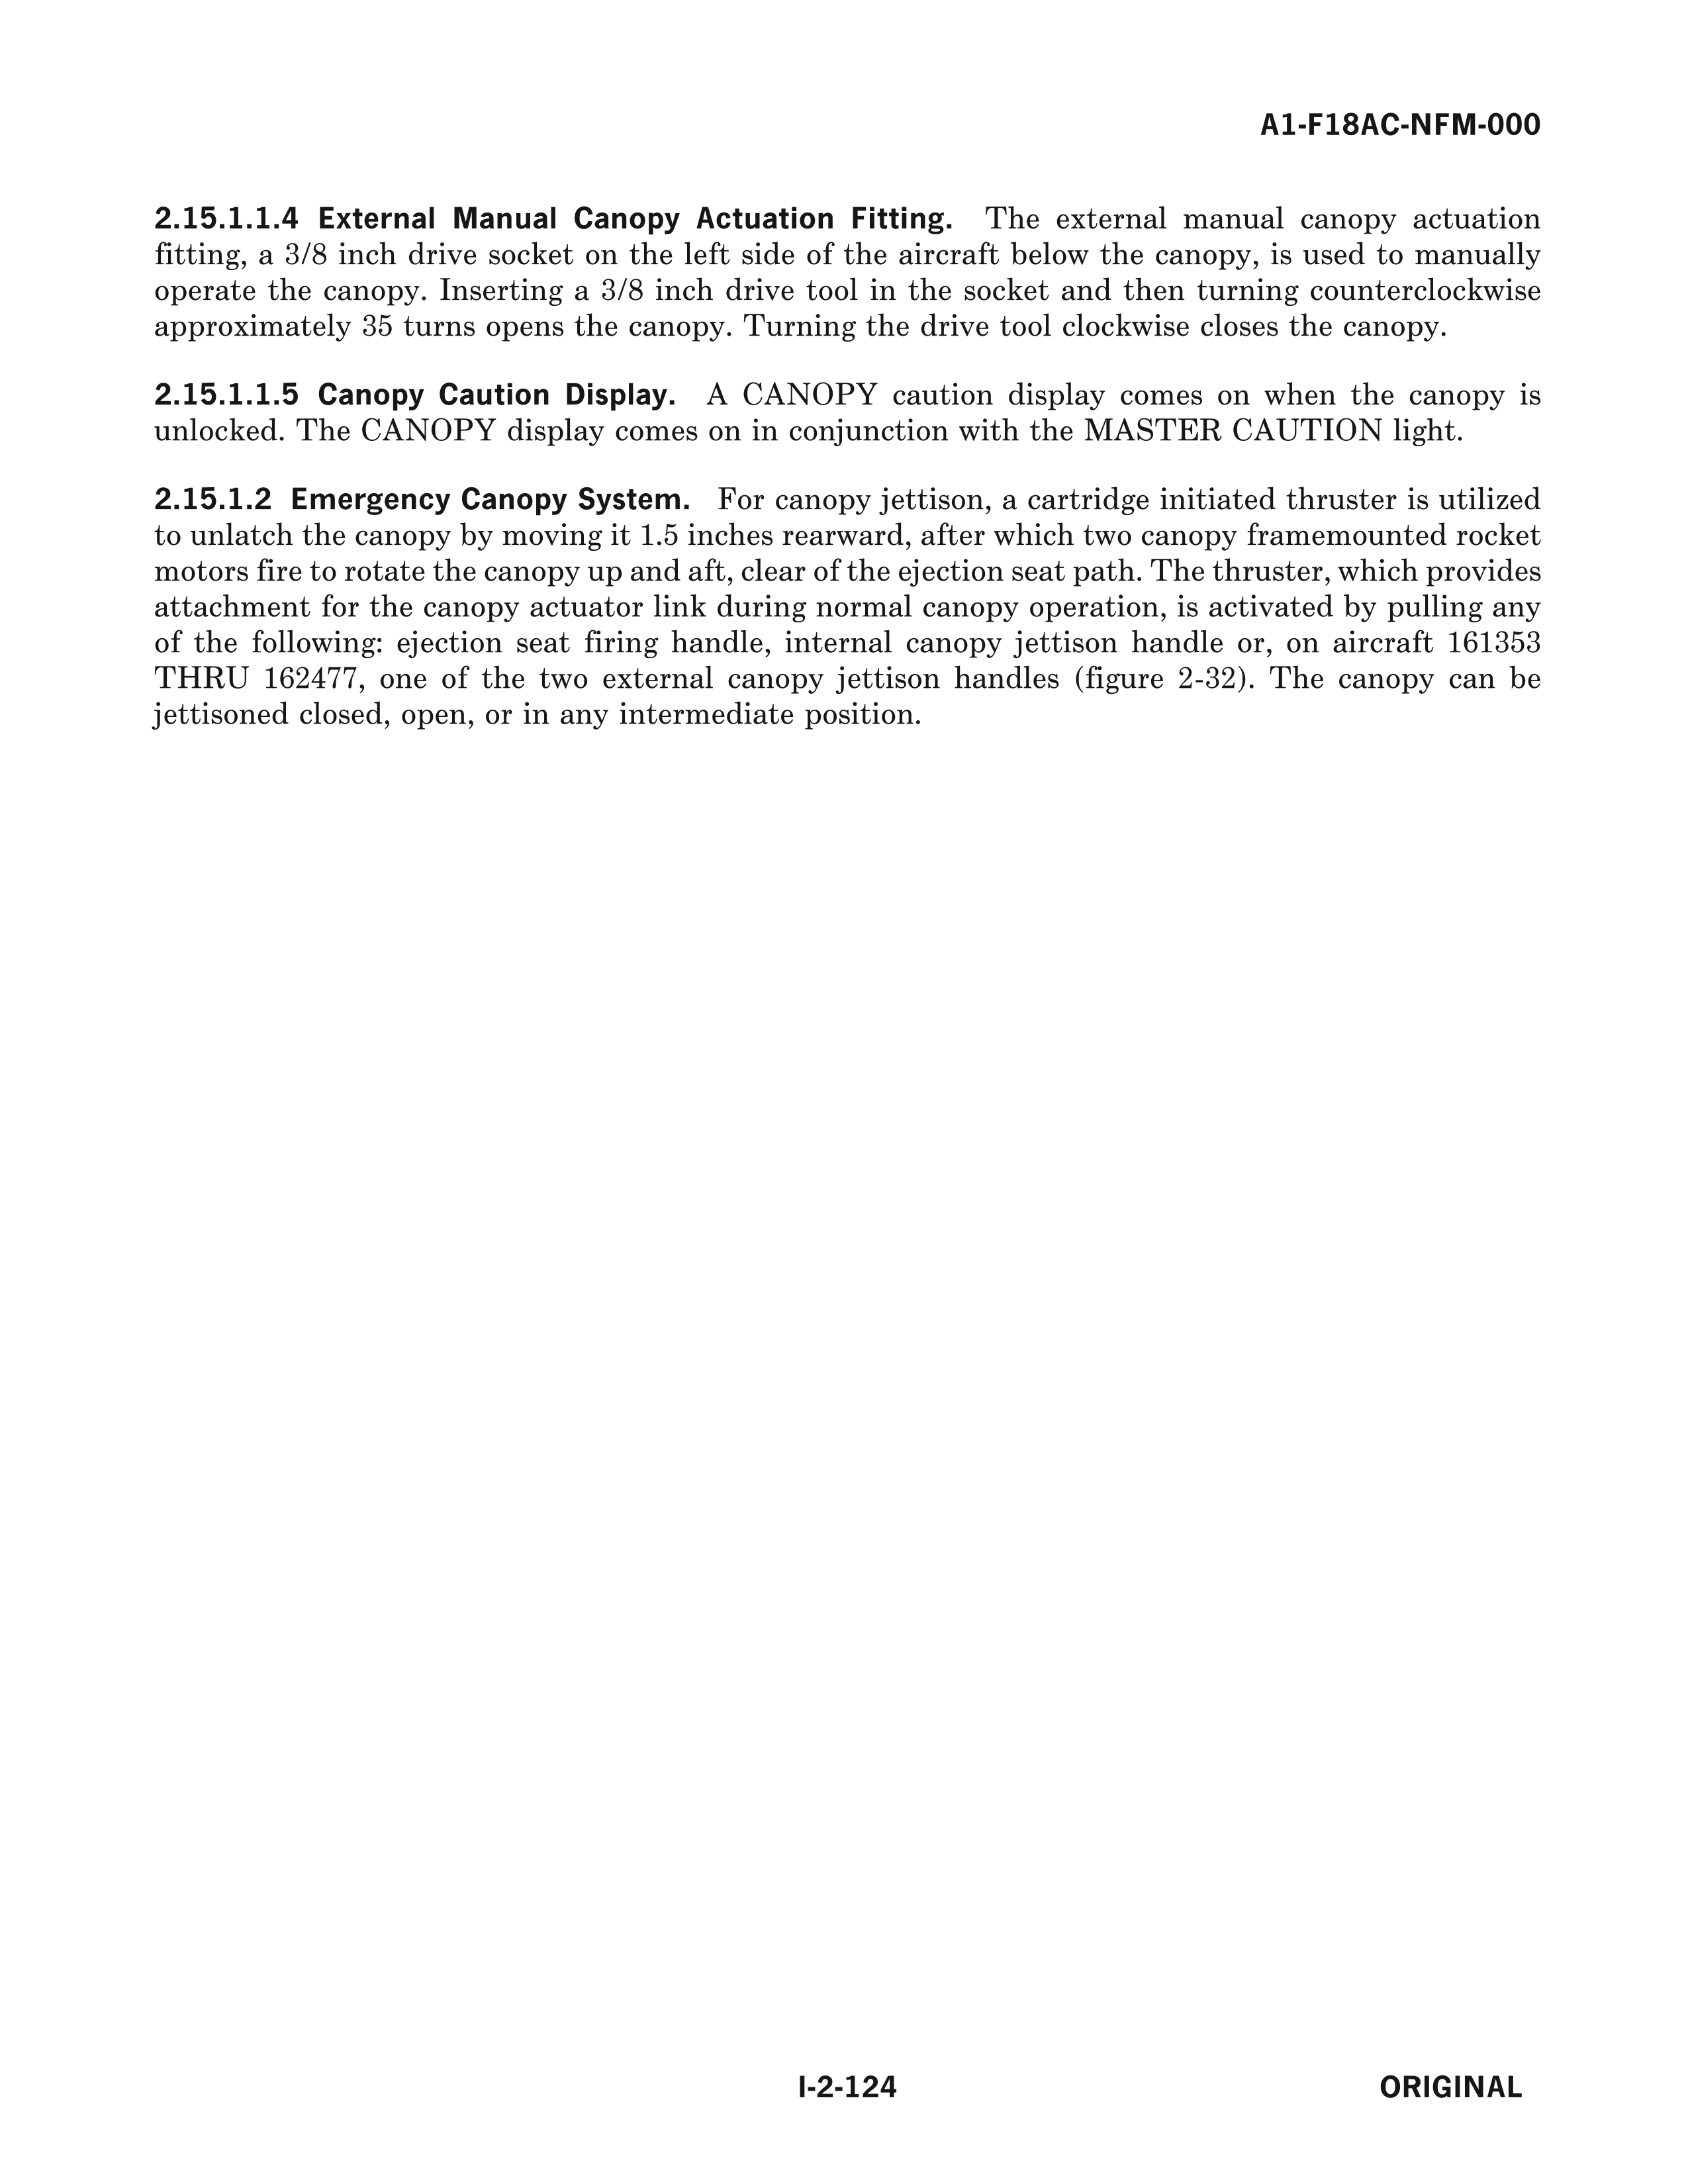 A1-F18AC-NFM-000
2.15.1.1.4 External Manual Canopy Actuation Fitting. The external manual canopy actuation
fitting, a 3/8 inch drive socket on the left side of the aircraft below the canopy, is used to manually
operate the canopy. Inserting a 3/8 inch drive tool in the socket and then turning counterclockwise
approximately 35 turns opens the canopy. Turning the drive tool clockwise closes the canopy.
2.15.1.1.5 Canopy Caution Display. A CANOPY caution display comes on when the canopy is
unlocked. The CANOPY display comes on in conjunction with the MASTER CAUTION light.
2.15.1.2 Emergency Canopy System. For canopy jettison, a cartridge initiated thruster is utilized
to unlatch the canopy by moving it 1.5 inches rearward, after which two canopy framemounted rocket
motors fire to rotate the canopy up and aft, clear of the ejection seat path. The thruster, which provides
attachment for the canopy actuator link during normal canopy operation, is activated by pulling any
of the following: ejection seat firing handle, internal canopy jettison handle or, on aircraft 161353
THRU 162477, one of the two external canopy jettison handles (figure 2-32). The canopy can be
jettisoned closed, open, or in any intermediate position.
I-2-124
ORIGINAL